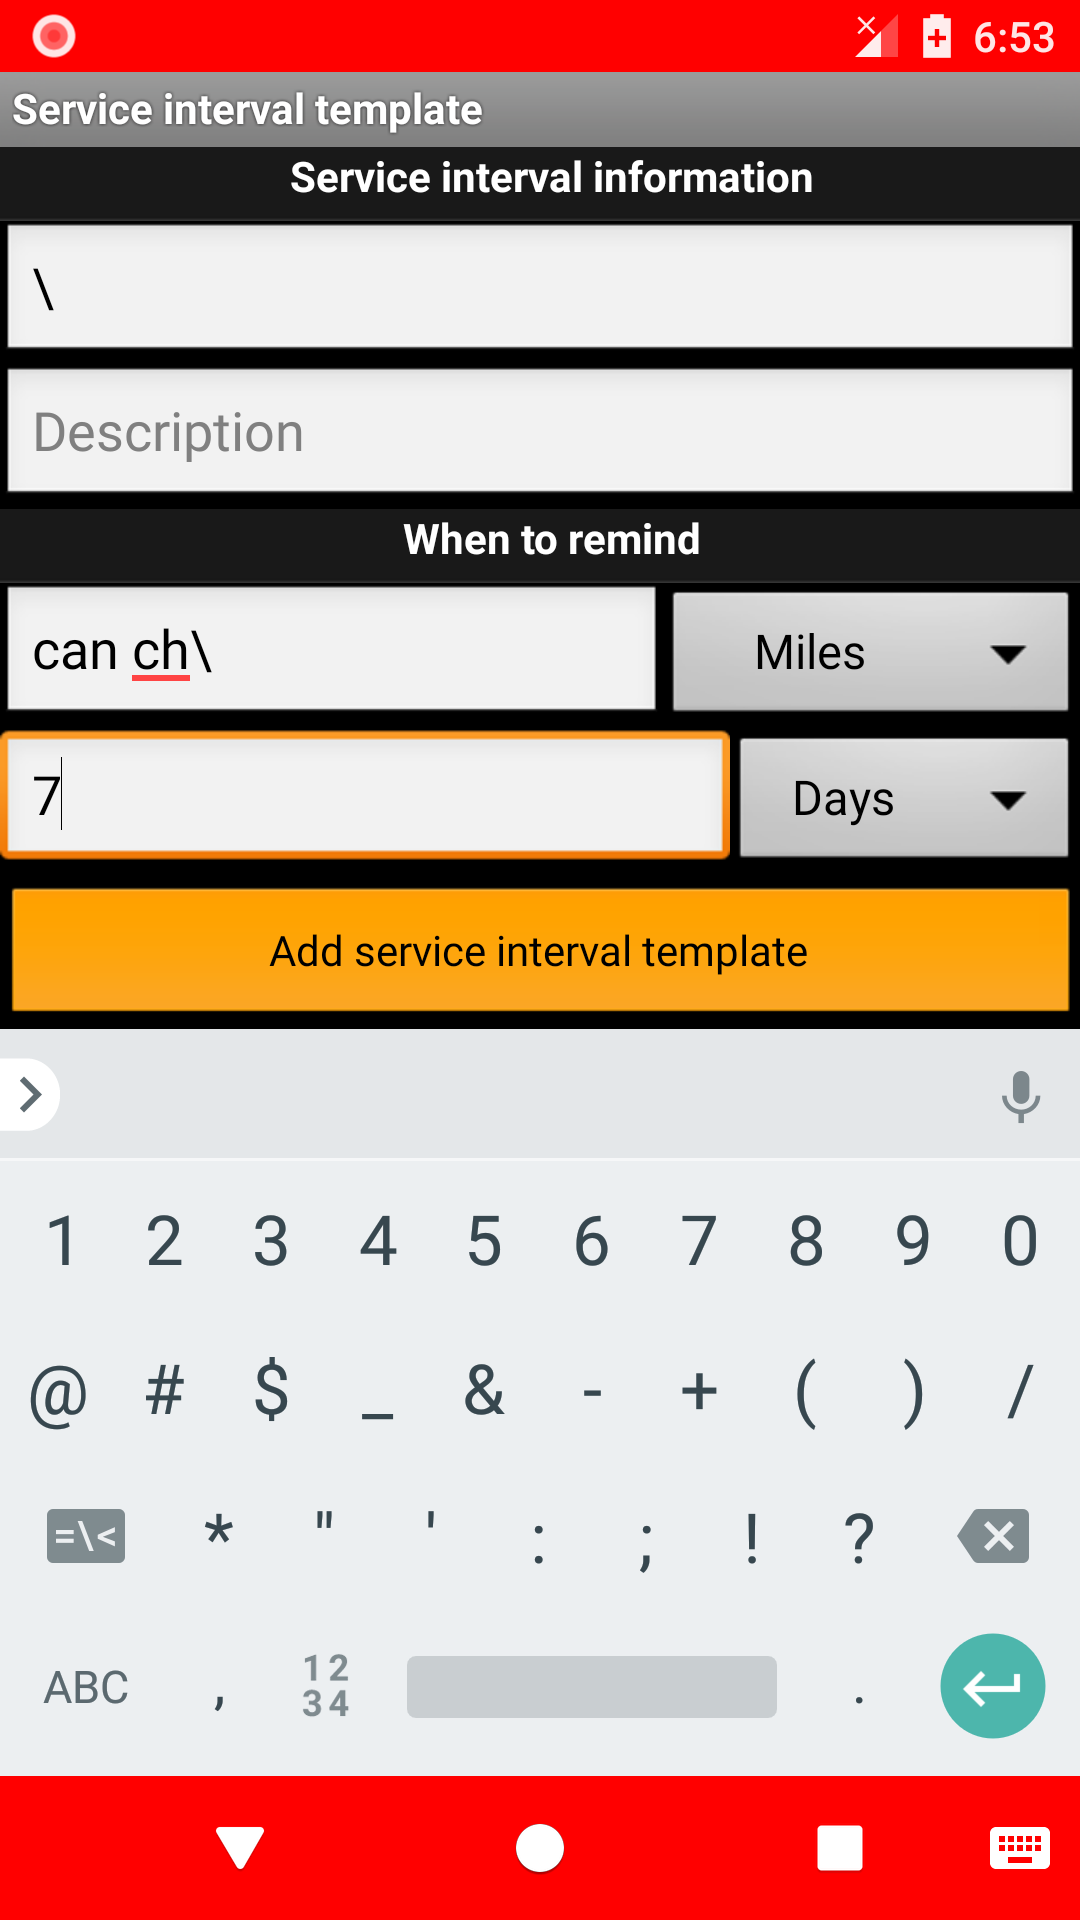 6:53
Service interval template
Service interval information
\
Description
When to remind
can ch\ Miles
7 Days
Add service interval template
1 2 3 4 5 6 7 8 9 0
@ # $ _ & - + ( ) /
=\< * " ' : ; ! ?
ABC , 12 34 .